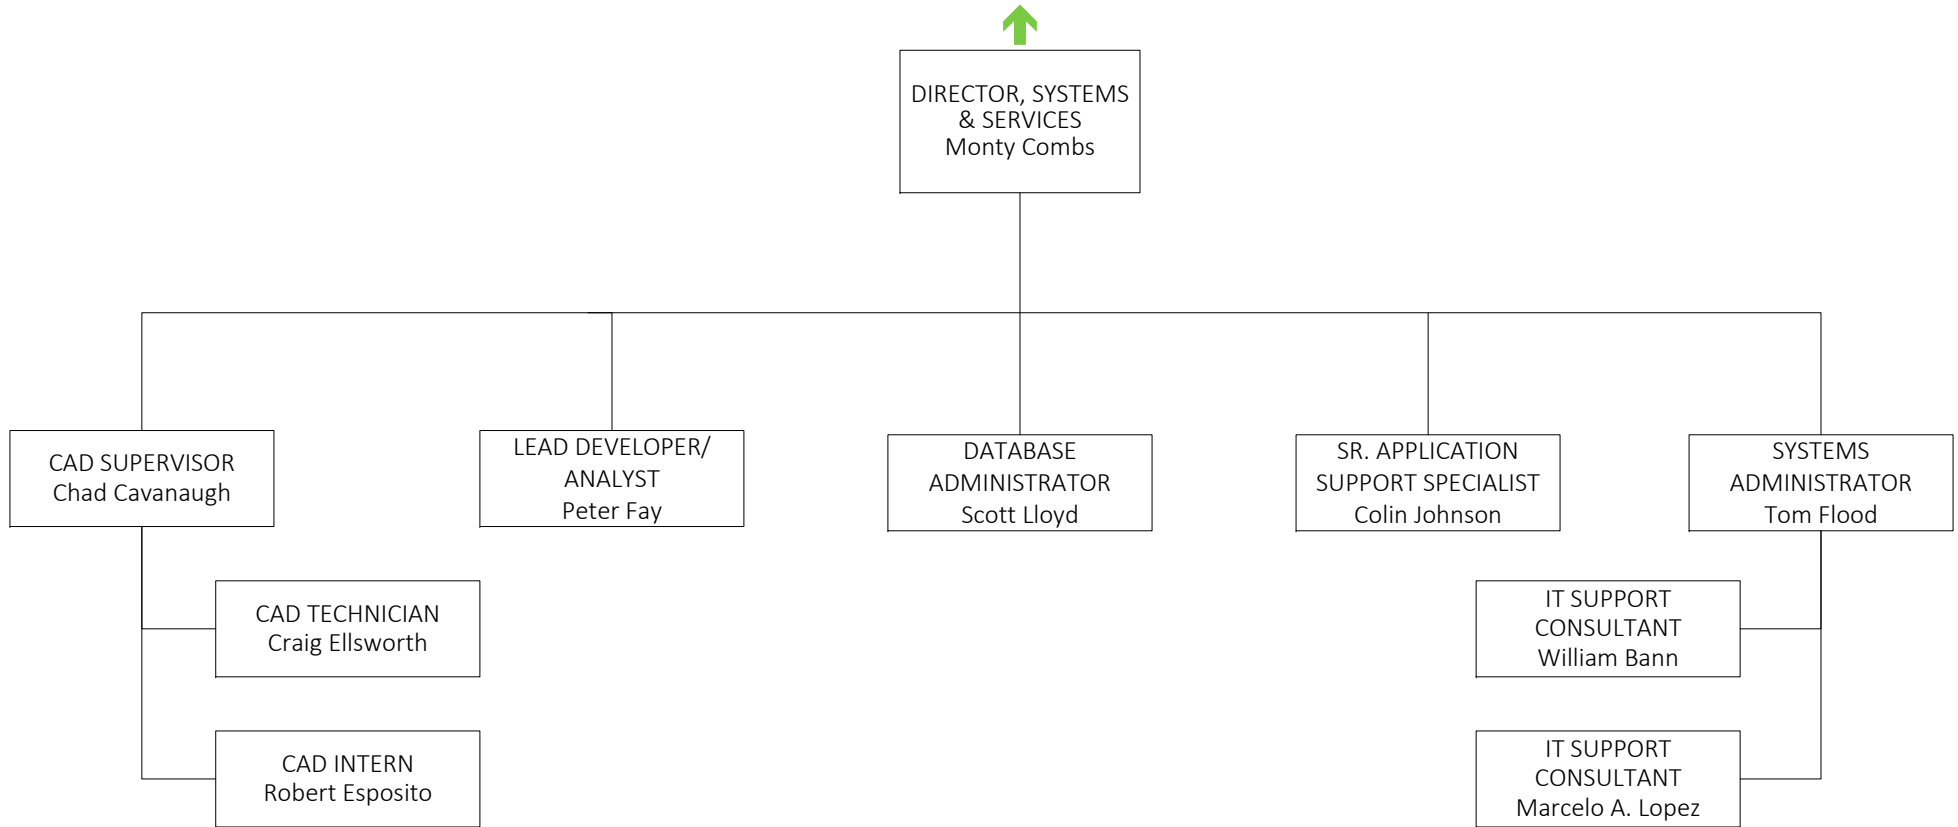 DIRECTOR, SYSTEMS
& SERVICES
Monty Combs
CAD SUPERVISOR
Chad Cavanaugh
LEAD DEVELOPER/
ANALYST
Peter Fay
DATABASE
ADMINISTRATOR
Scott Lloyd
SR. APPLICATION
SUPPORT SPECIALIST
Colin Johnson
SYSTEMS
ADMINISTRATOR
Tom Flood
CAD TECHNICIAN
Craig Ellsworth
IT SUPPORT
CONSULTANT
William Bann
CAD INTERN
Robert Esposito
IT SUPPORT
CONSULTANT
Marcelo A. Lopez